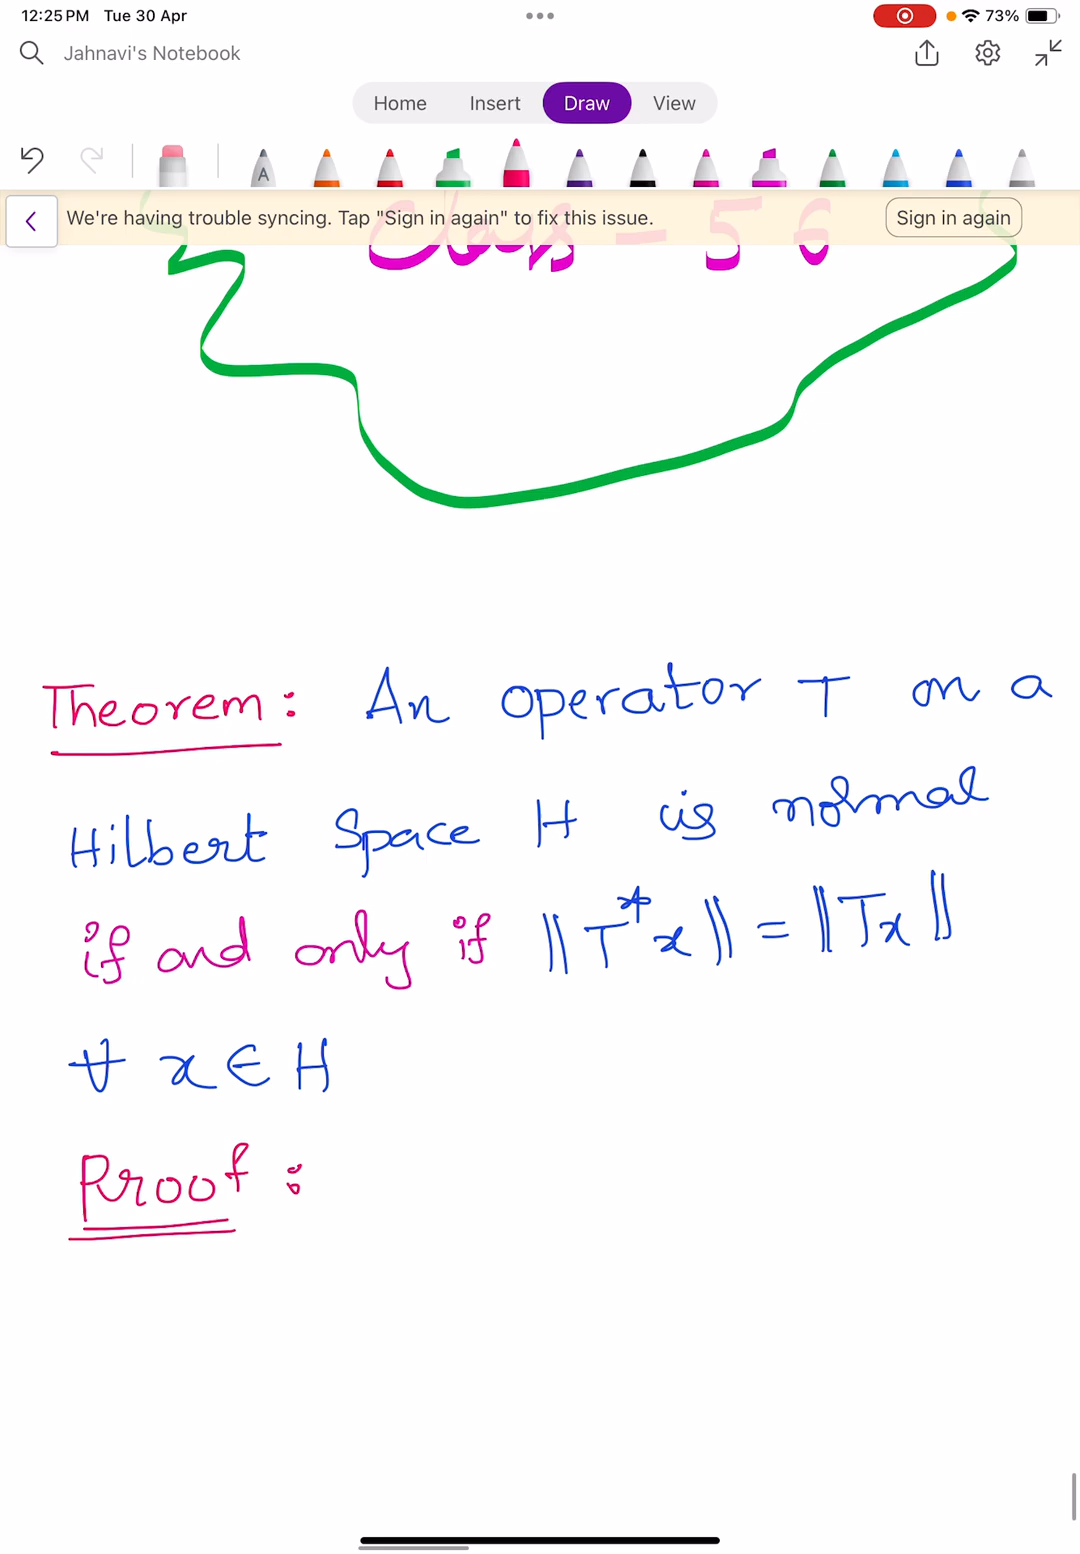 12:25 PM Tue 30 Apr
73%
Jahnavi's Notebook
Home Insert Draw View
A
We're having trouble syncing. Tap "Sign in again" to fix this issue.
Sign in again
Class - 56
Theorem: An operator T on a
Hilbert Space H is normal
if and only if ||T*x|| = ||Tx||
∀ x ∈ H
Proof :